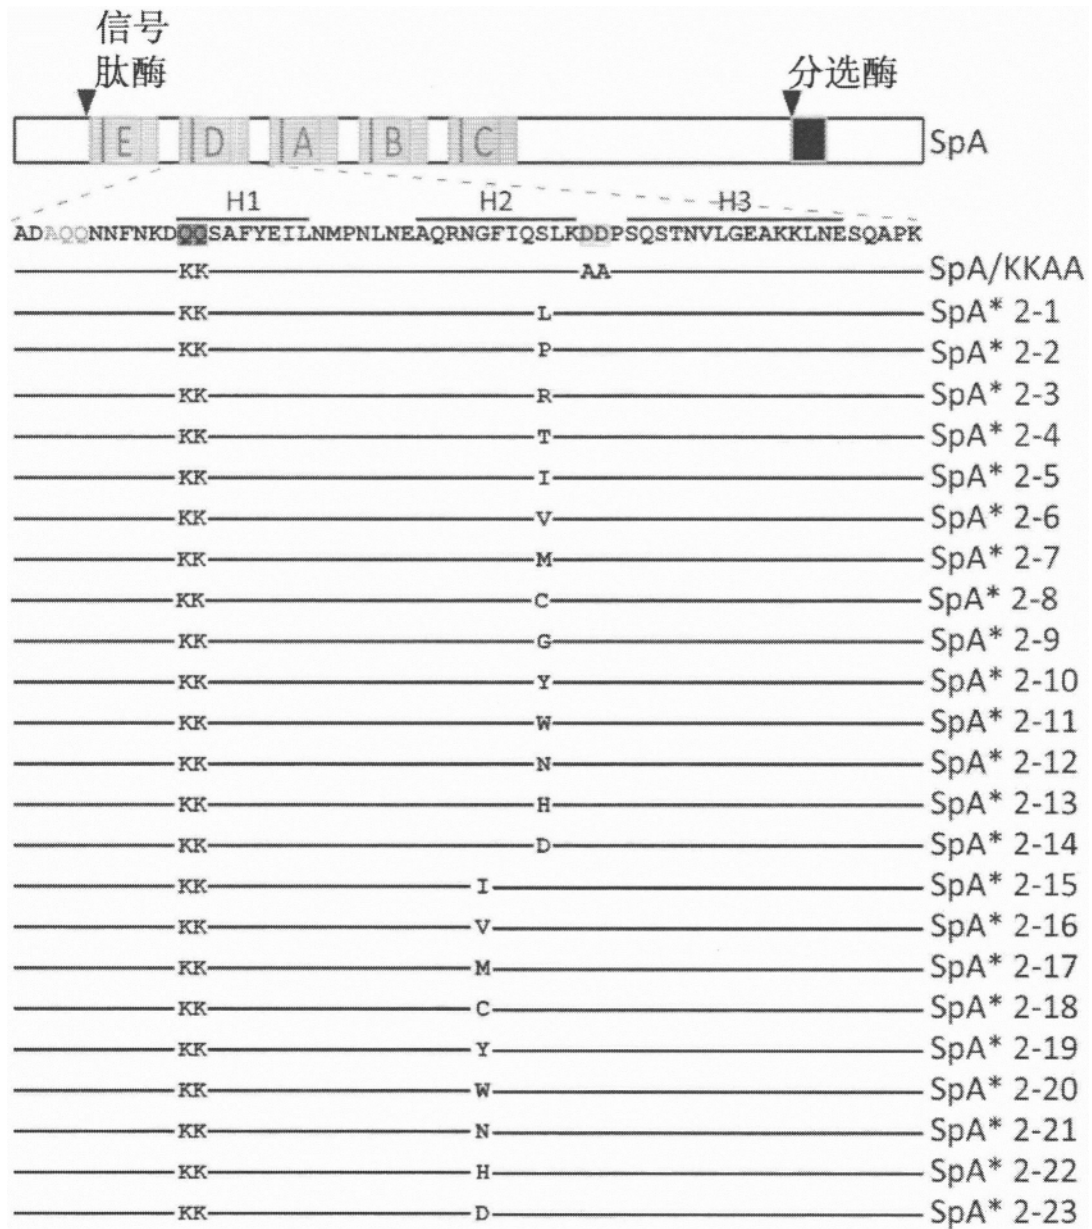 信号
肽酶
分选酶
E D A B C SpA
H1 H2 H3
ADAQQNNFNKDQQSAFYEILNMPNLNEAQRNGFIQSLKDDPSQSTNVLGEAKKLNESQAPK
KK AA SpA/KKAA
KK L SpA* 2-1
KK P SpA* 2-2
KK R SpA* 2-3
KK T SpA* 2-4
KK I SpA* 2-5
KK V SpA* 2-6
KK M SpA* 2-7
KK C SpA* 2-8
KK G SpA* 2-9
KK Y SpA* 2-10
KK W SpA* 2-11
KK N SpA* 2-12
KK H SpA* 2-13
KK D SpA* 2-14
KK I SpA* 2-15
KK V SpA* 2-16
KK M SpA* 2-17
KK C SpA* 2-18
KK Y SpA* 2-19
KK W SpA* 2-20
KK N SpA* 2-21
KK H SpA* 2-22
KK D SpA* 2-23